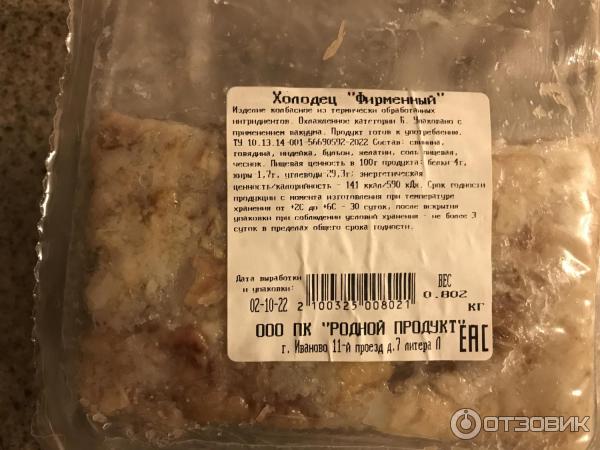 Холодец "Фирменный"
Изделие колбасное из термически обработанных
ингридиентов. Охлажденное категории Б. Упаковано с
применением вакуума. Продукт готов к употреблению.
ТУ 10.13.14-001-56690592-2022 Состав: свинина,
говядина, индейка, бульон, желатин, соль пищевая,
чеснок. Пищевая ценность в 100г продукта: белки 4г,
жиры 1,7г, углеводы 29,3г; энергетическая
ценность/калорийность - 141 ккал/590 кДж. Срок годности
продукции с момента изготовления при температуре
хранения от +2С до +6С - 30 суток, после вскрытия
упаковки при соблюдении условий хранения - не более 3
суток в пределах общего срока годности.
Дата выработки
и упаковки:
02-10-22
2 100325 008021
ВЕС
0.802
кг
ООО ПК "РОДНОЙ ПРОДУКТ"
г. Иваново 11-й проезд д.7 литера Л
ЕАС
ОТЗОВИК